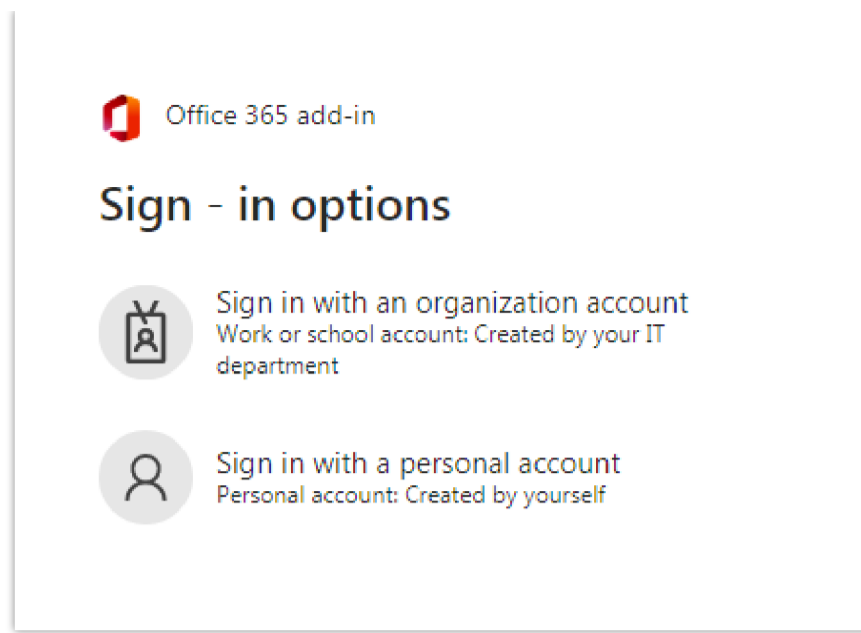 Office 365 add-in
Sign - in options
Sign in with an organization account
Work or school account: Created by your IT
department
Sign in with a personal account
Personal account: Created by yourself